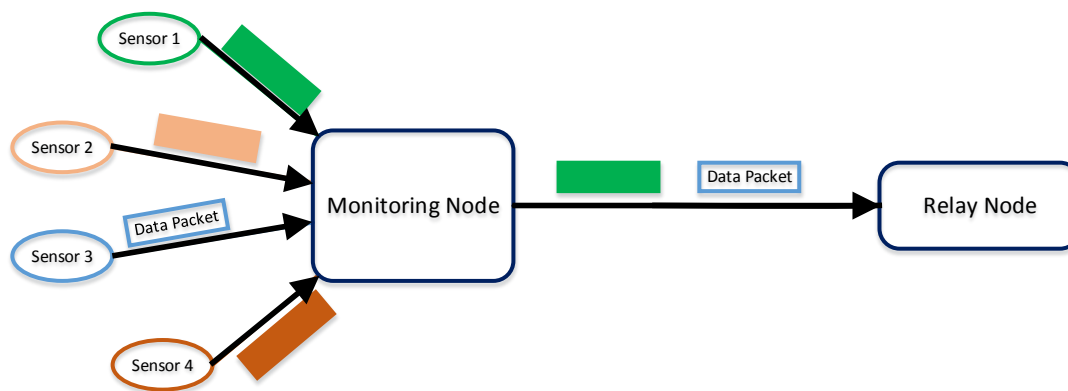 Sensor 1
Sensor 2
Data Packet
Sensor 3
Sensor 4
Monitoring Node
Data Packet
Relay Node